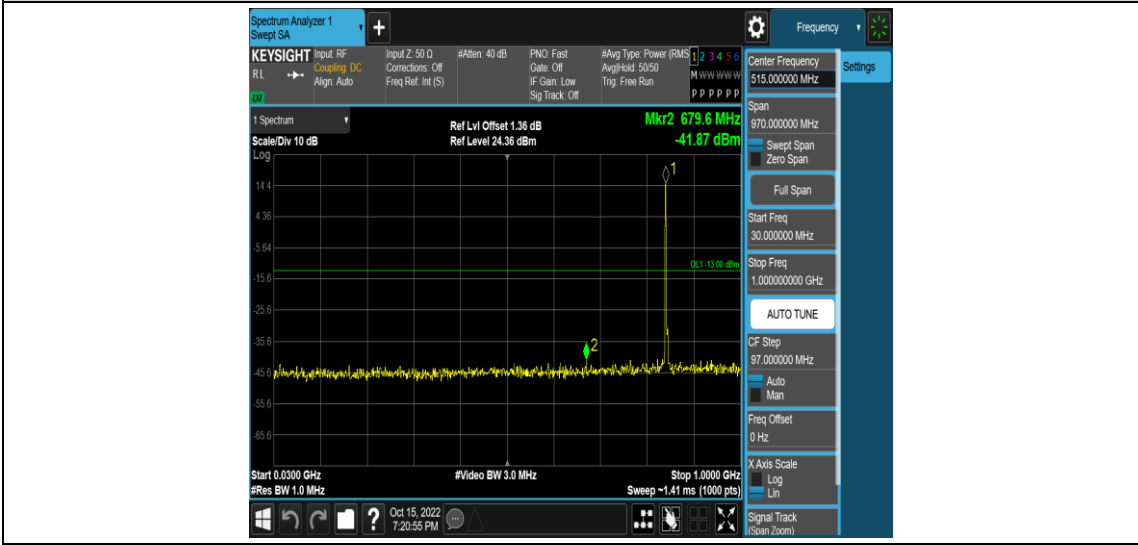 Spectrum Analyzer 1
Swept SA
+
Frequency
KEYSIGHT
RL
LXI
Input: RF
Coupling: DC
Align: Auto
Input Z: 50 Ω
Corrections: Off
Freq Ref: Int (S)
#Atten: 40 dB
PNO: Fast
Gate: Off
IF Gain: Low
Sig Track: Off
#Avg Type: Power (RMS
Avg|Hold: 50/50
Trig: Free Run
1 2 3 4 5 6
M W W W W W
P P P P P P
1 Spectrum
Scale/Div 10 dB
Log
Ref Lvl Offset 1.36 dB
Ref Level 24.36 dBm
Mkr2 679.6 MHz
-41.87 dBm
1
14.4
4.36
-5.64
DL1 -13.00 dBm
-15.6
-25.6
-35.6
2
-45.6
-55.6
-65.6
Start 0.0300 GHz
#Res BW 1.0 MHz
#Video BW 3.0 MHz
Stop 1.0000 GHz
Sweep ~1.41 ms (1000 pts)
?
Oct 15, 2022
7:20:55 PM
Center Frequency
515.000000 MHz
Settings
Span
970.000000 MHz
Swept Span
Zero Span
Full Span
Start Freq
30.000000 MHz
Stop Freq
1.000000000 GHz
AUTO TUNE
CF Step
97.000000 MHz
Auto
Man
Freq Offset
0 Hz
X Axis Scale
Log
Lin
Signal Track
(Span Zoom)